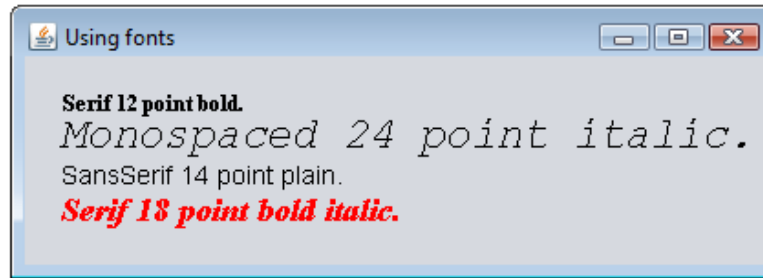 Using fonts
Serif 12 point bold.
Monospaced 24 point italic.
SansSerif 14 point plain.
Serif 18 point bold italic.